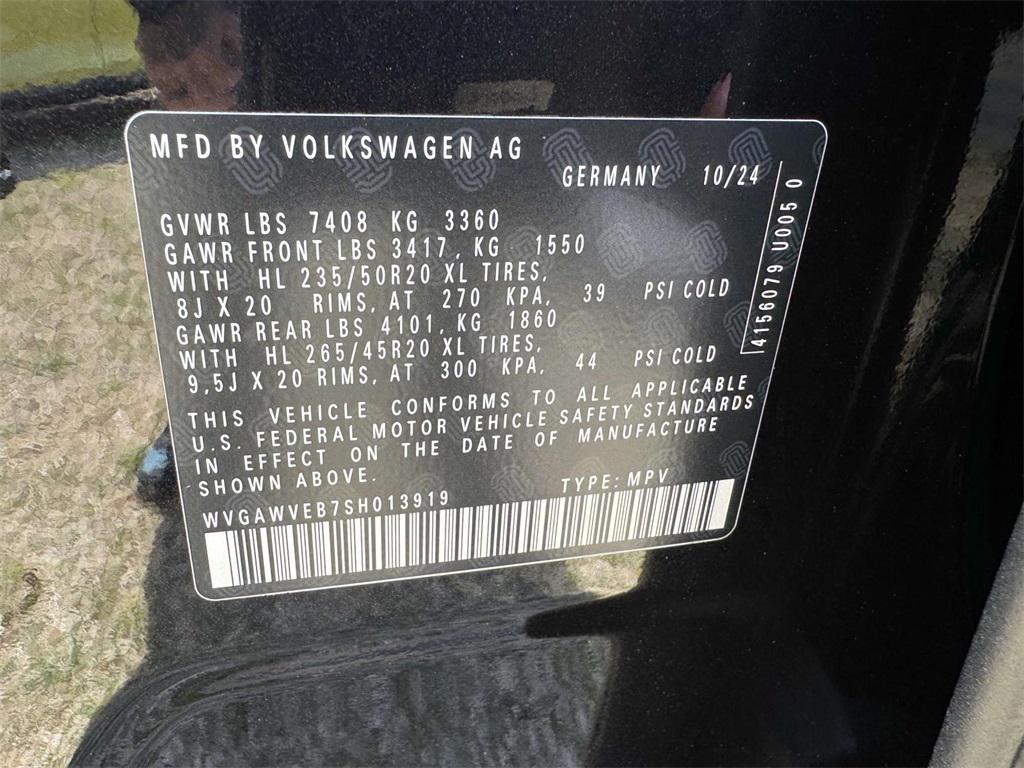 MFD BY VOLKSWAGEN AG
GERMANY 10/24
GVWR LBS 7408 KG 3360
GAWR FRONT LBS 3417, KG 1550
WITH HL 235/50R20 XL TIRES,
8J X 20 RIMS, AT 270 KPA, 39 PSI COLD
GAWR REAR LBS 4101, KG 1860
WITH HL 265/45R20 XL TIRES,
9,5J X 20 RIMS, AT 300 KPA, 44 PSI COLD
THIS VEHICLE CONFORMS TO ALL APPLICABLE
U.S. FEDERAL MOTOR VEHICLE SAFETY STANDARDS
IN EFFECT ON THE DATE OF MANUFACTURE
SHOWN ABOVE.
TYPE: MPV
WVGAWVEB7SH013919
4156079 U005 0